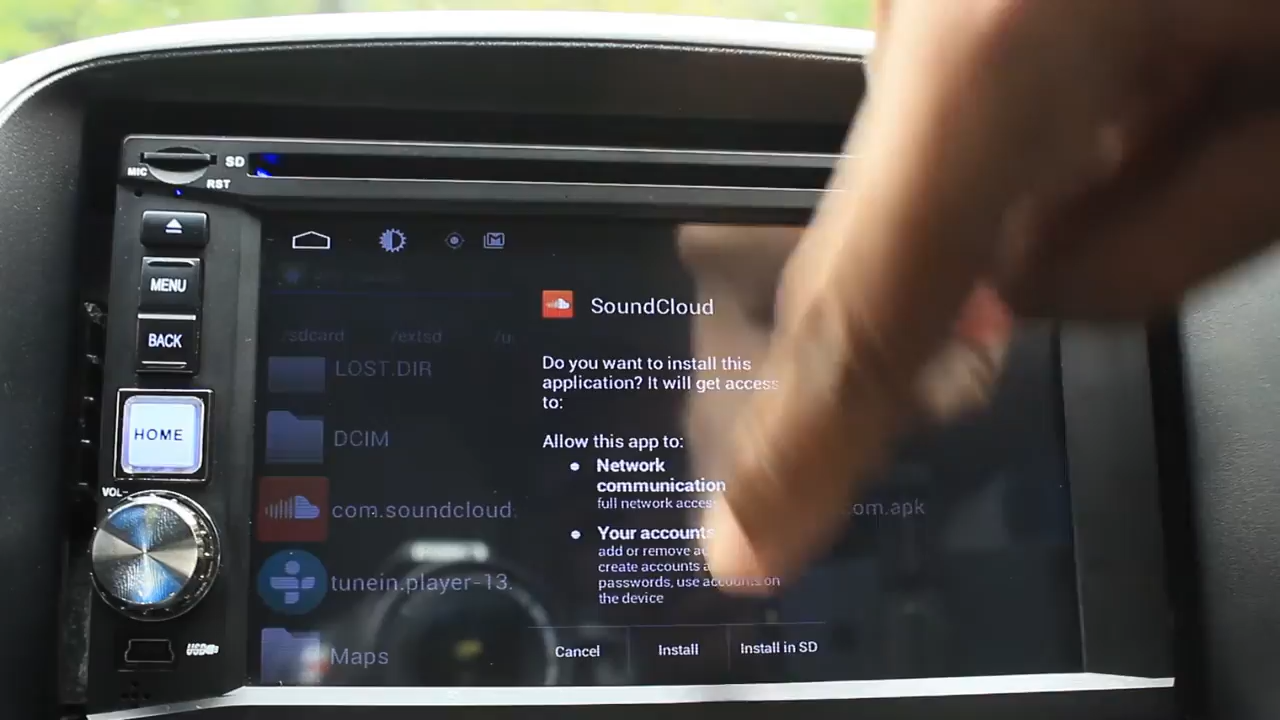 MIC
SD
RST
MENU
BACK
HOME
VOL-
USB
/sdcard /extsd
LOST.DIR
DCIM
com.soundcloud.
om.apk
tunein.player-13.
Maps
SoundCloud
Do you want to install this
application? It will get access
to:
Allow this app to:
Network
communication
full network access
Your accounts
add or remove
create accounts
passwords, use accounts on
the device
Cancel Install Install in SD